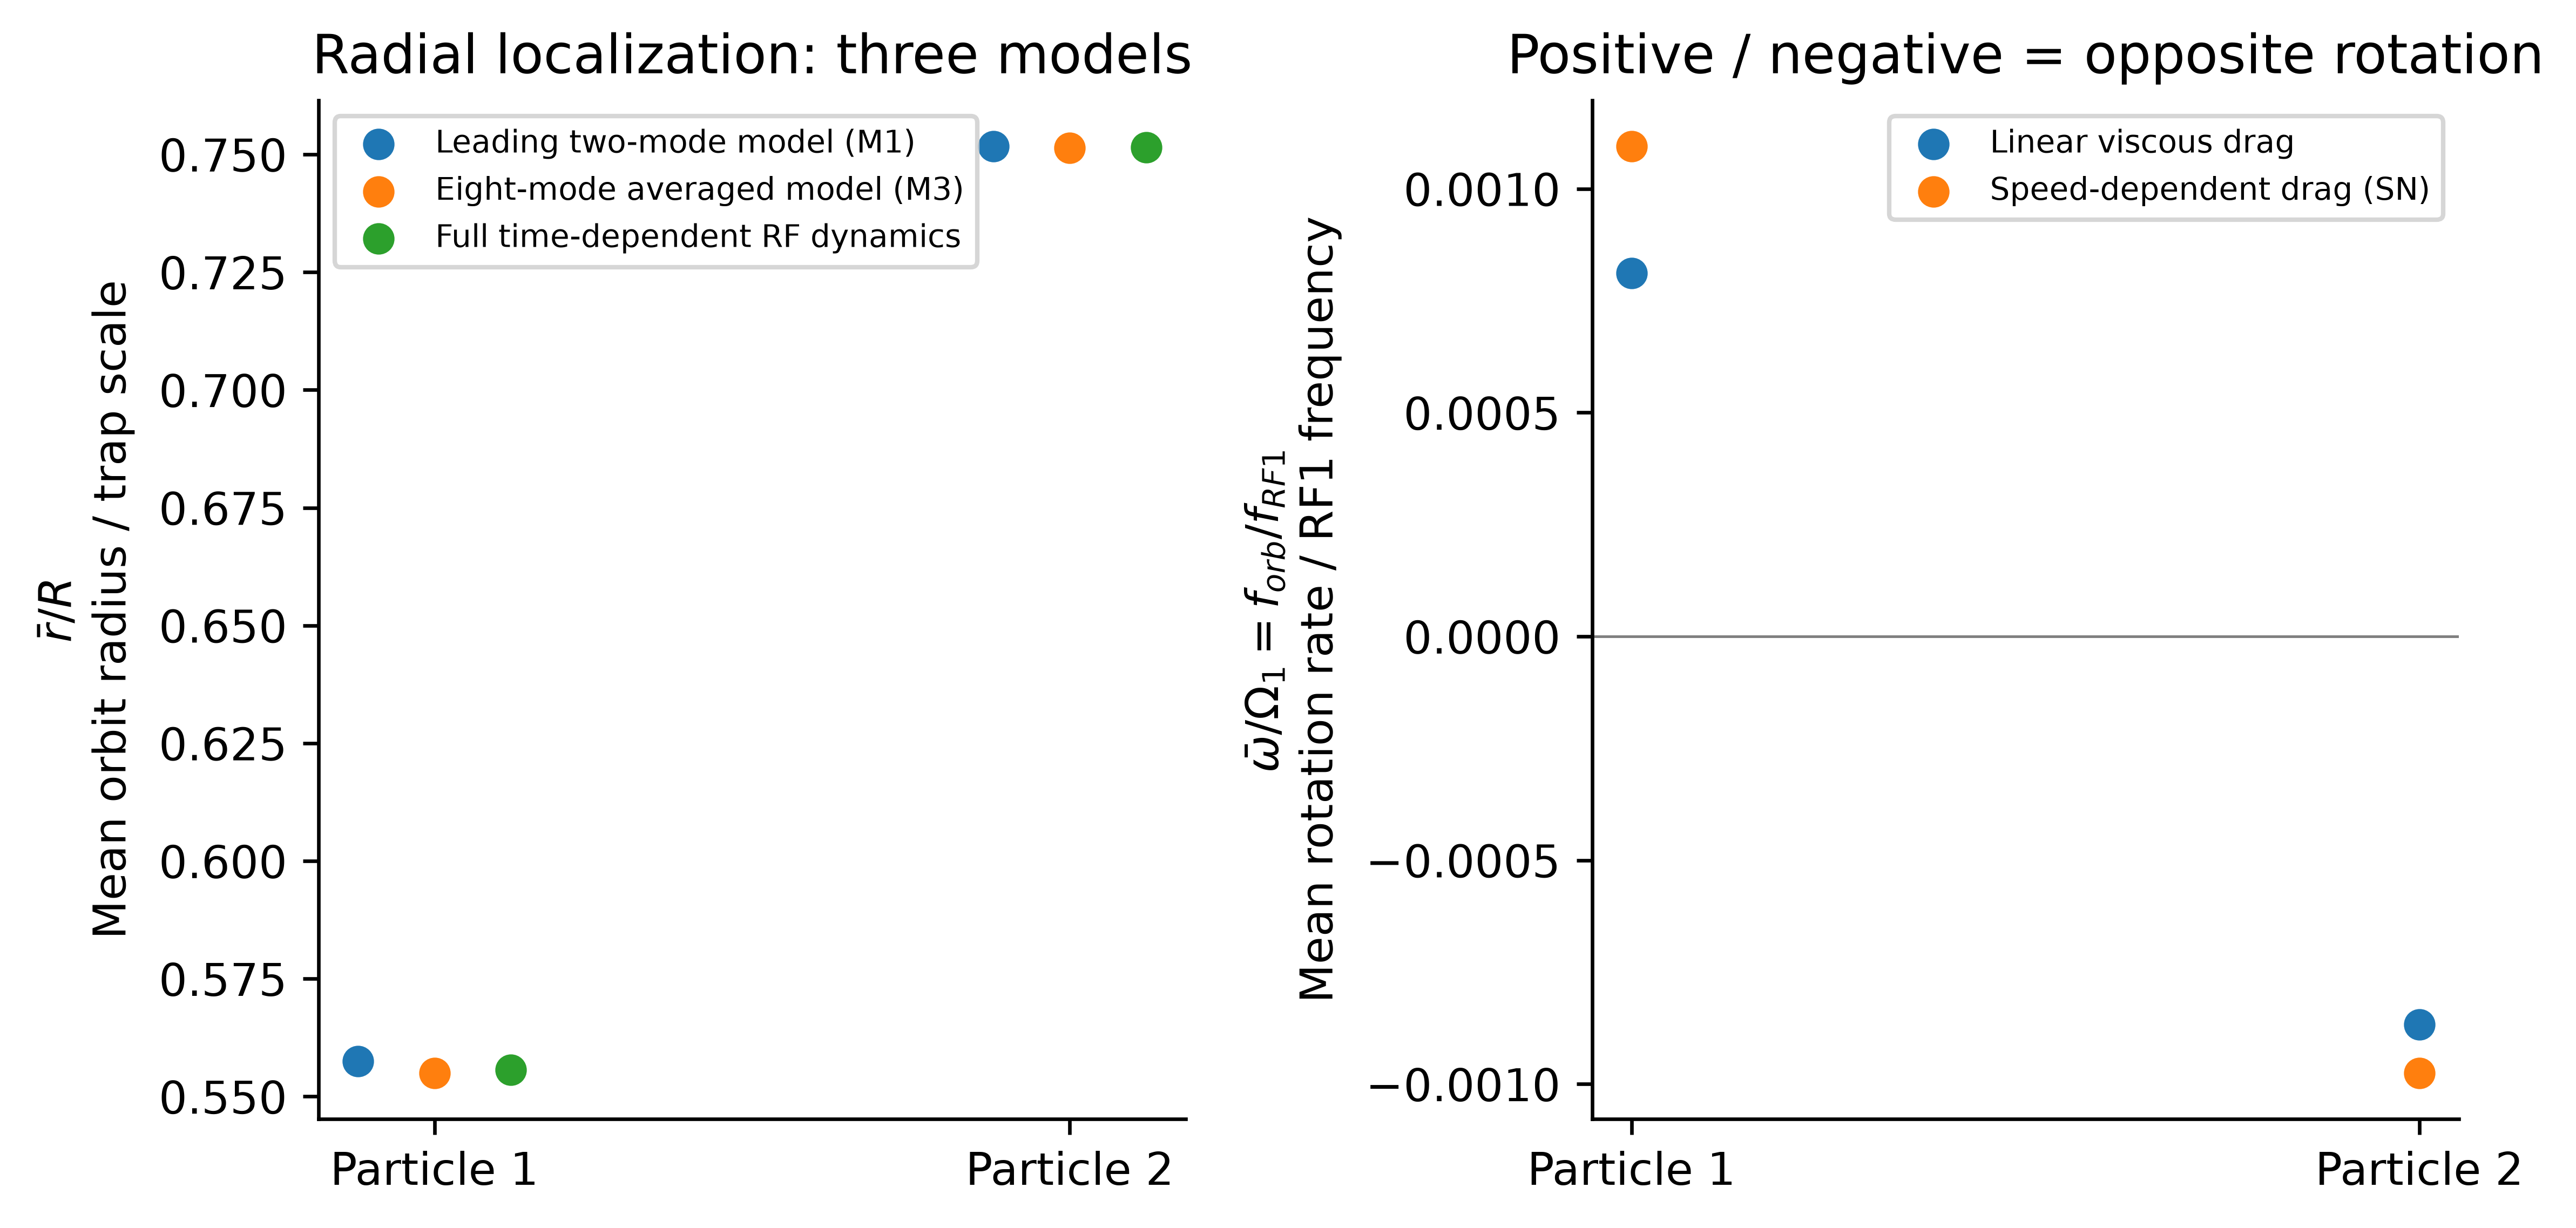 Radial localization: three models
r̄/R
Mean orbit radius / trap scale
0.750
0.725
0.700
0.675
0.650
0.625
0.600
0.575
0.550
Leading two-mode model (M1)
Eight-mode averaged model (M3)
Full time-dependent RF dynamics
Particle 1
Particle 2
Positive / negative = opposite rotation
ω̄/Ω₁ = f_orb/f_RF1
Mean rotation rate / RF1 frequency
0.0010
0.0005
0.0000
−0.0005
−0.0010
Linear viscous drag
Speed-dependent drag (SN)
Particle 1
Particle 2